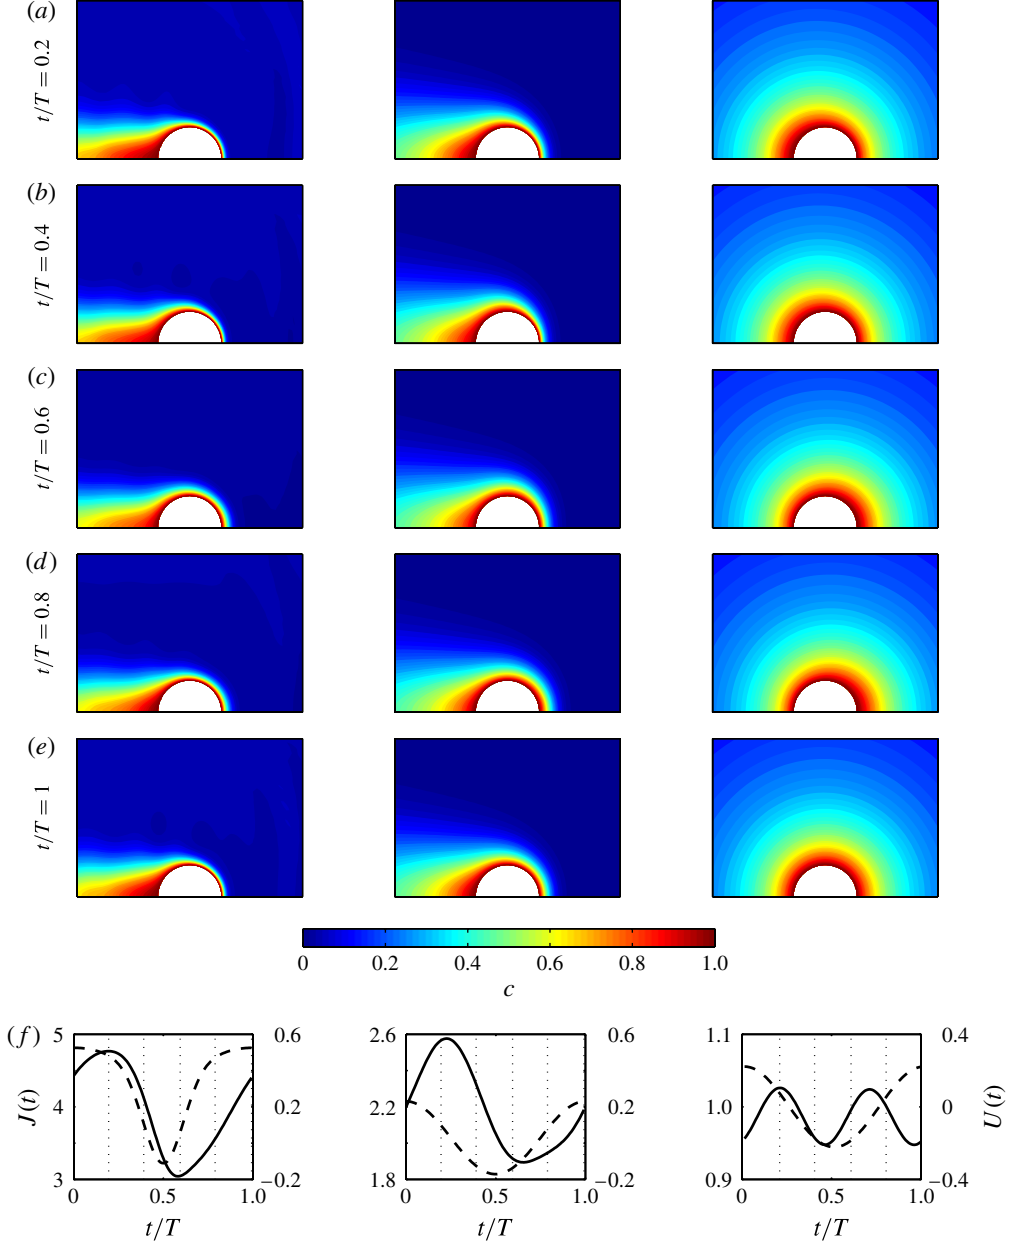 (a)
t/T = 0.2
(b)
t/T = 0.4
(c)
t/T = 0.6
(d)
t/T = 0.8
(e)
t/T = 1
0 0.2 0.4 0.6 0.8 1.0
c
(f)
5 0.6 2.6 0.6 1.1 0.4
J(t) 4 0.2 2.2 0.2 1.0 0 U(t)
3 −0.2 1.8 −0.2 0.9 −0.4
0 0.5 1.0 0 0.5 1.0 0 0.5 1.0
t/T t/T t/T